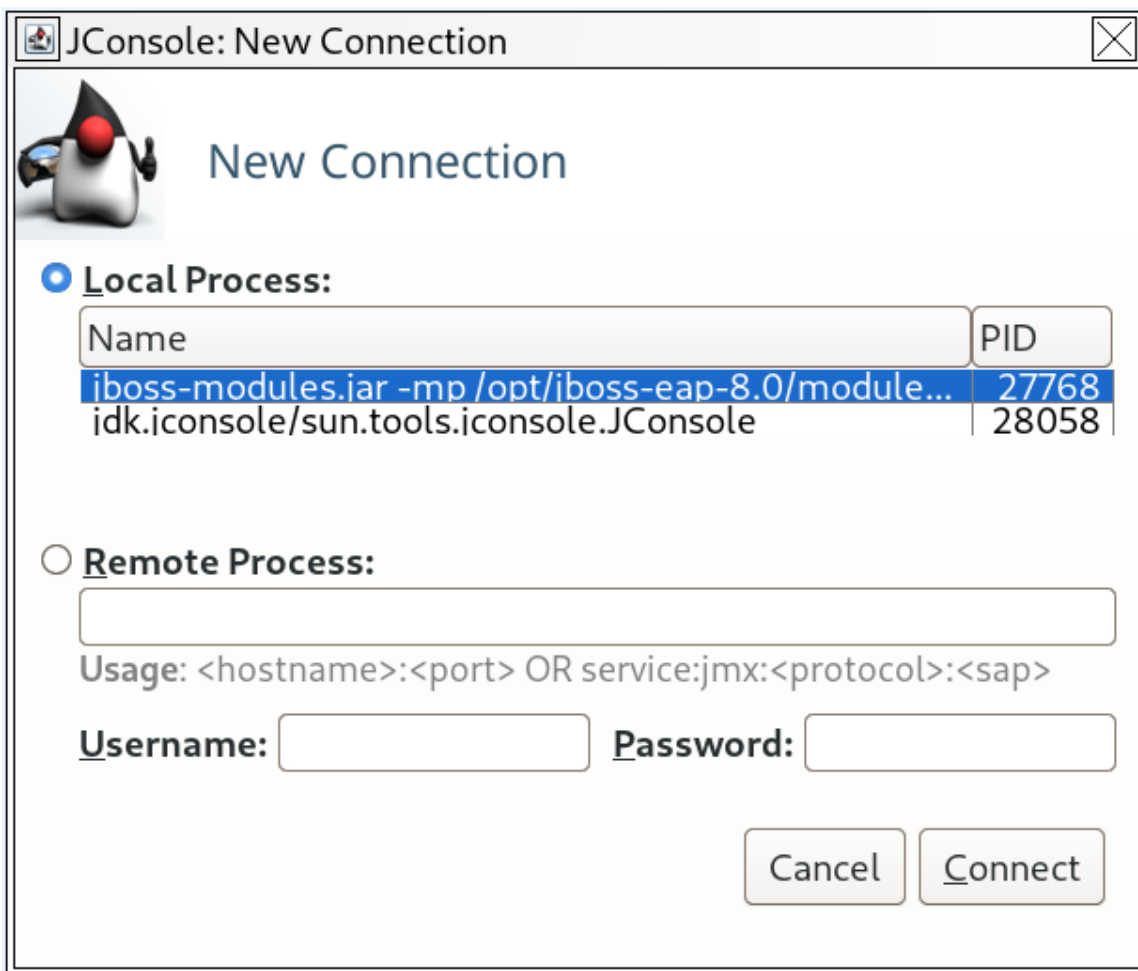 JConsole: New Connection
New Connection
Local Process:
Name PID
jboss-modules.jar -mp /opt/jboss-eap-8.0/module... 27768
jdk.jconsole/sun.tools.jconsole.JConsole 28058
Remote Process:
Usage: <hostname>:<port> OR service:jmx:<protocol>:<sap>
Username: Password:
Cancel Connect